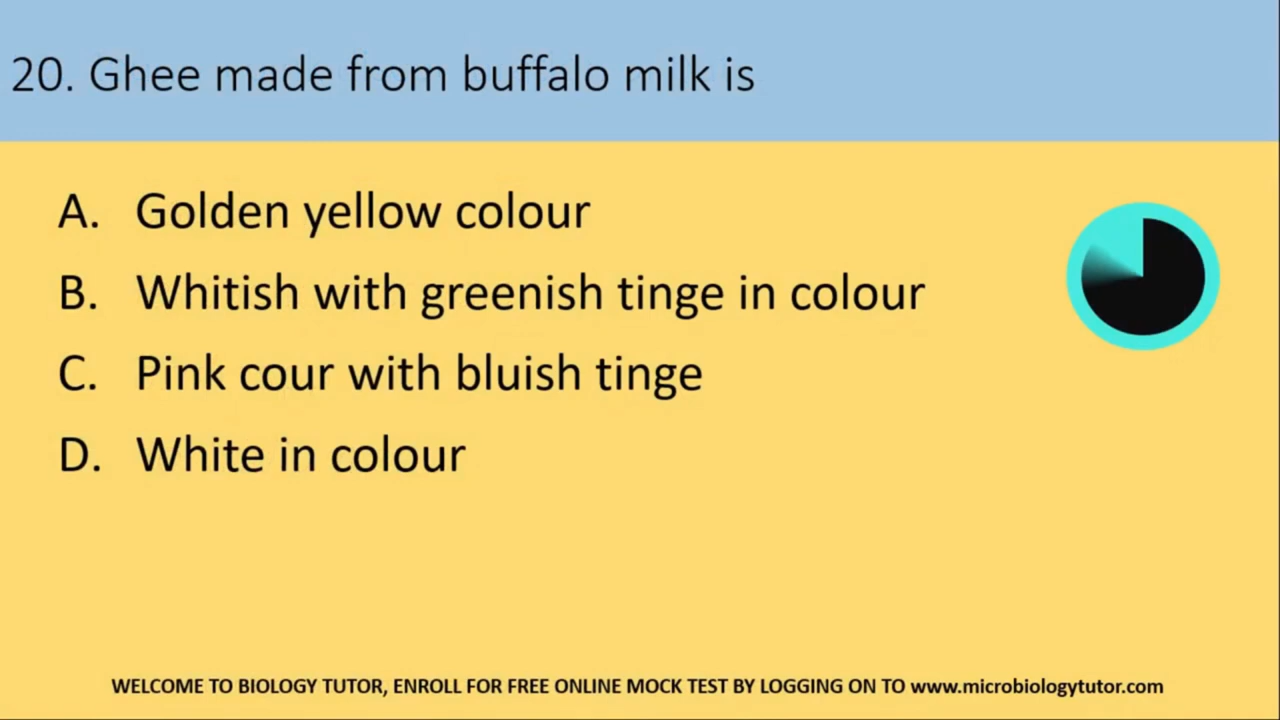 20. Ghee made from buffalo milk is
A. Golden yellow colour
B. Whitish with greenish tinge in colour
C. Pink cour with bluish tinge
D. White in colour
WELCOME TO BIOLOGY TUTOR, ENROLL FOR FREE ONLINE MOCK TEST BY LOGGING ON TO www.microbiologytutor.com